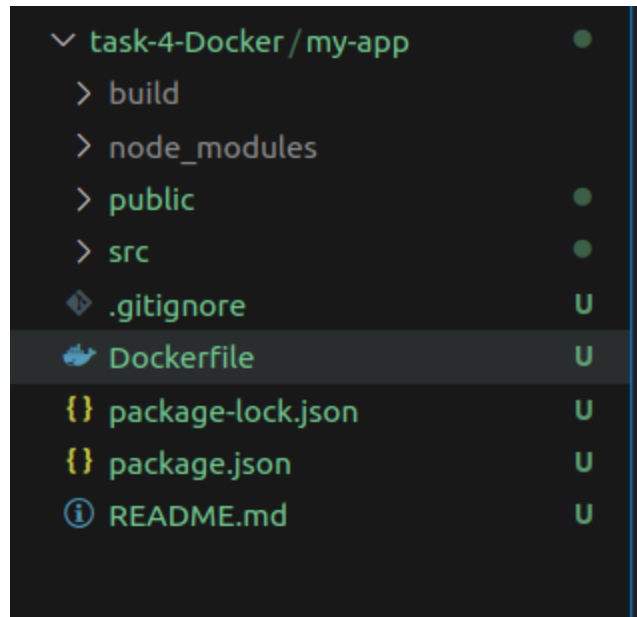 task-4-Docker / my-app
build
node_modules
public
src
.gitignore U
Dockerfile U
{} package-lock.json U
{} package.json U
README.md U